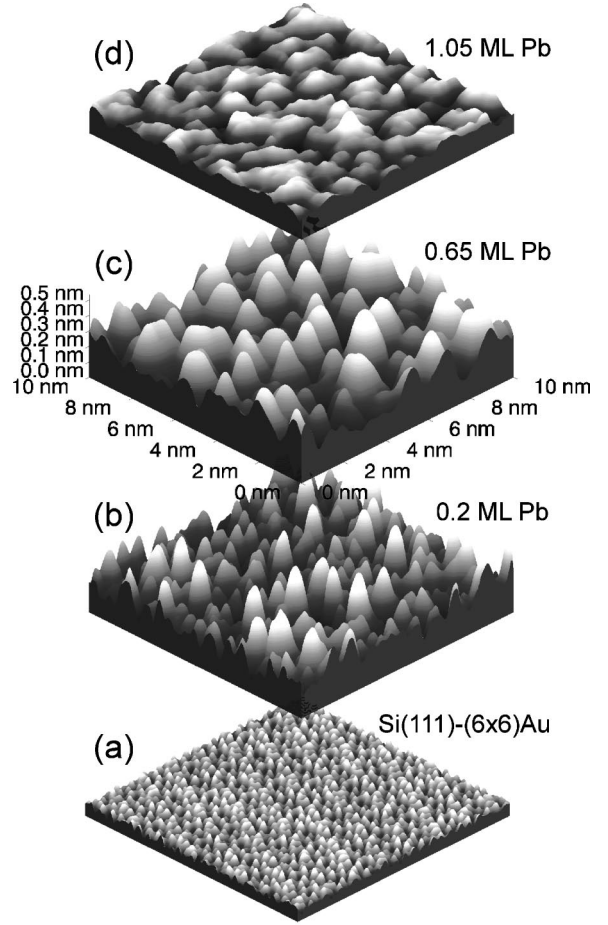 (d)
1.05 ML Pb
(c)
0.65 ML Pb
0.5 nm
0.4 nm
0.3 nm
0.2 nm
0.1 nm
0.0 nm
10 nm
8 nm
6 nm
4 nm
2 nm
0 nm
0 nm
2 nm
4 nm
6 nm
8 nm
10 nm
(b)
0.2 ML Pb
(a)
Si(111)-(6x6)Au